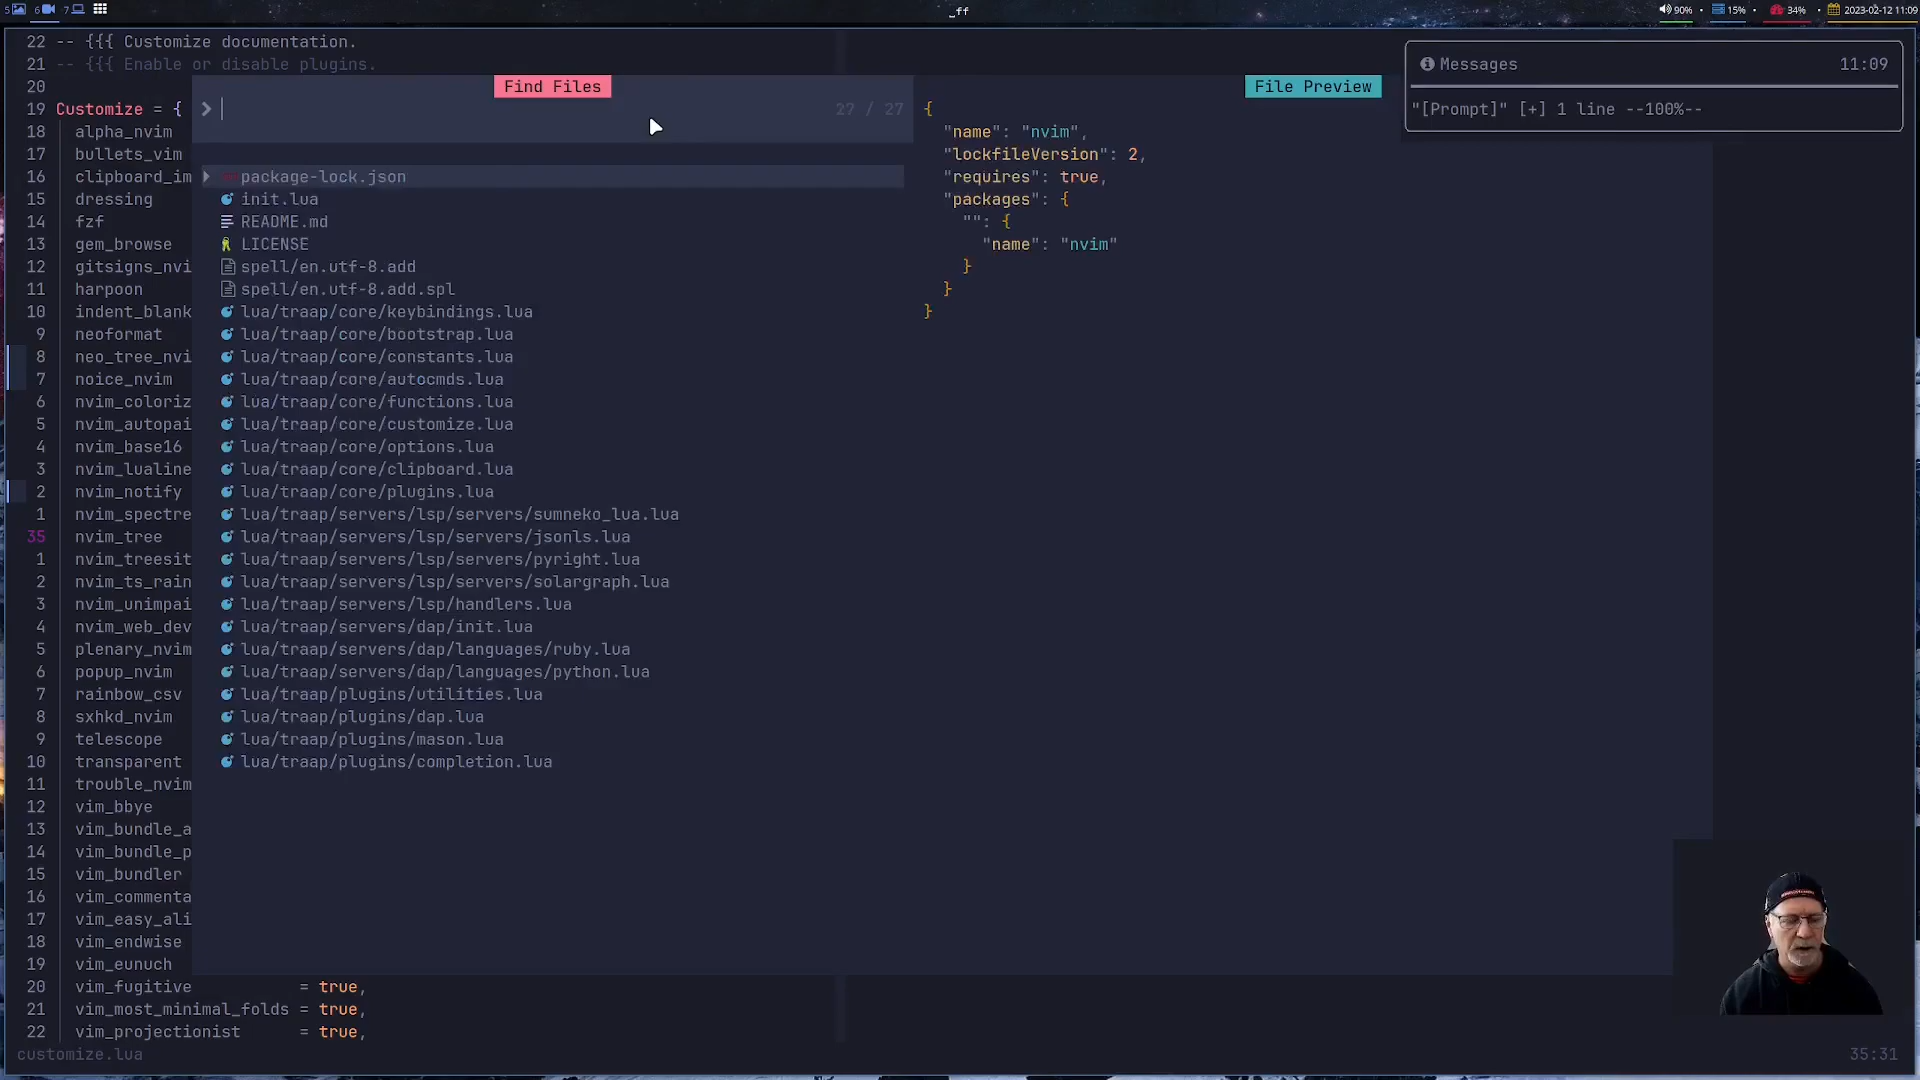 5 6 7
_ff
90% • 15% • 34% • 2023-02-12 11:09
22 -- {{{ Customize documentation.
21 -- {{{ Enable or disable plugins.
20
19 Customize = {
18 alpha_nvim
17 bullets_vim
16 clipboard_im
15 dressing
14 fzf
13 gem_browse
12 gitsigns_nvi
11 harpoon
10 indent_blank
9 neoformat
8 neo_tree_nvi
7 noice_nvim
6 nvim_coloriz
5 nvim_autopai
4 nvim_base16
3 nvim_lualine
2 nvim_notify
1 nvim_spectre
35 nvim_tree
1 nvim_treesit
2 nvim_ts_rain
3 nvim_unimpai
4 nvim_web_dev
5 plenary_nvim
6 popup_nvim
7 rainbow_csv
8 sxhkd_nvim
9 telescope
10 transparent
11 trouble_nvim
12 vim_bbye
13 vim_bundle_a
14 vim_bundle_p
15 vim_bundler
16 vim_commenta
17 vim_easy_ali
18 vim_endwise
19 vim_eunuch
20 vim_fugitive = true,
21 vim_most_minimal_folds = true,
22 vim_projectionist = true,
customize.lua
35:31
Find Files
> 27 / 27
package-lock.json
init.lua
README.md
LICENSE
spell/en.utf-8.add
spell/en.utf-8.add.spl
lua/traap/core/keybindings.lua
lua/traap/core/bootstrap.lua
lua/traap/core/constants.lua
lua/traap/core/autocmds.lua
lua/traap/core/functions.lua
lua/traap/core/customize.lua
lua/traap/core/options.lua
lua/traap/core/clipboard.lua
lua/traap/core/plugins.lua
lua/traap/servers/lsp/servers/sumneko_lua.lua
lua/traap/servers/lsp/servers/jsonls.lua
lua/traap/servers/lsp/servers/pyright.lua
lua/traap/servers/lsp/servers/solargraph.lua
lua/traap/servers/lsp/handlers.lua
lua/traap/servers/dap/init.lua
lua/traap/servers/dap/languages/ruby.lua
lua/traap/servers/dap/languages/python.lua
lua/traap/plugins/utilities.lua
lua/traap/plugins/dap.lua
lua/traap/plugins/mason.lua
lua/traap/plugins/completion.lua
File Preview
{
"name": "nvim",
"lockfileVersion": 2,
"requires": true,
"packages": {
"": {
"name": "nvim"
}
}
}
Messages 11:09
"[Prompt]" [+] 1 line --100%--